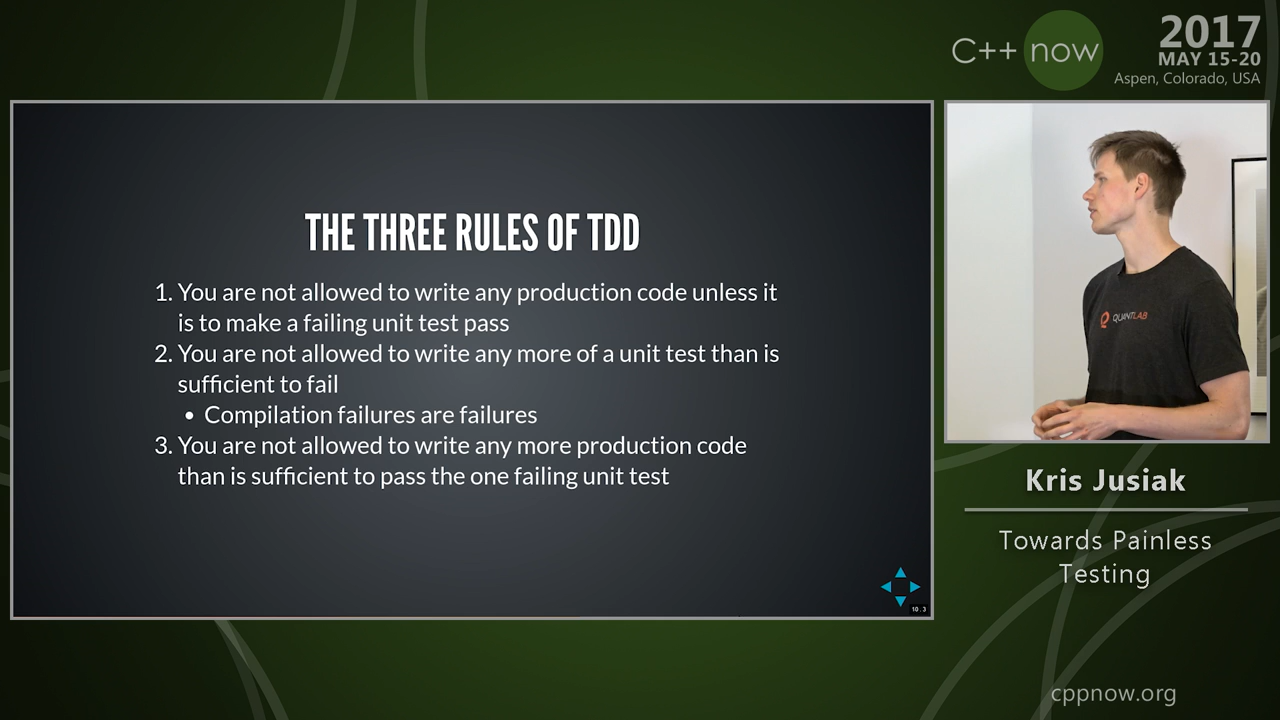 C++ now
2017
MAY 15-20
Aspen, Colorado, USA
THE THREE RULES OF TDD
1. You are not allowed to write any production code unless it
is to make a failing unit test pass
2. You are not allowed to write any more of a unit test than is
sufficient to fail
• Compilation failures are failures
3. You are not allowed to write any more production code
than is sufficient to pass the one failing unit test
10.3
QUANTLAB
Kris Jusiak
Towards Painless
Testing
cppnow.org